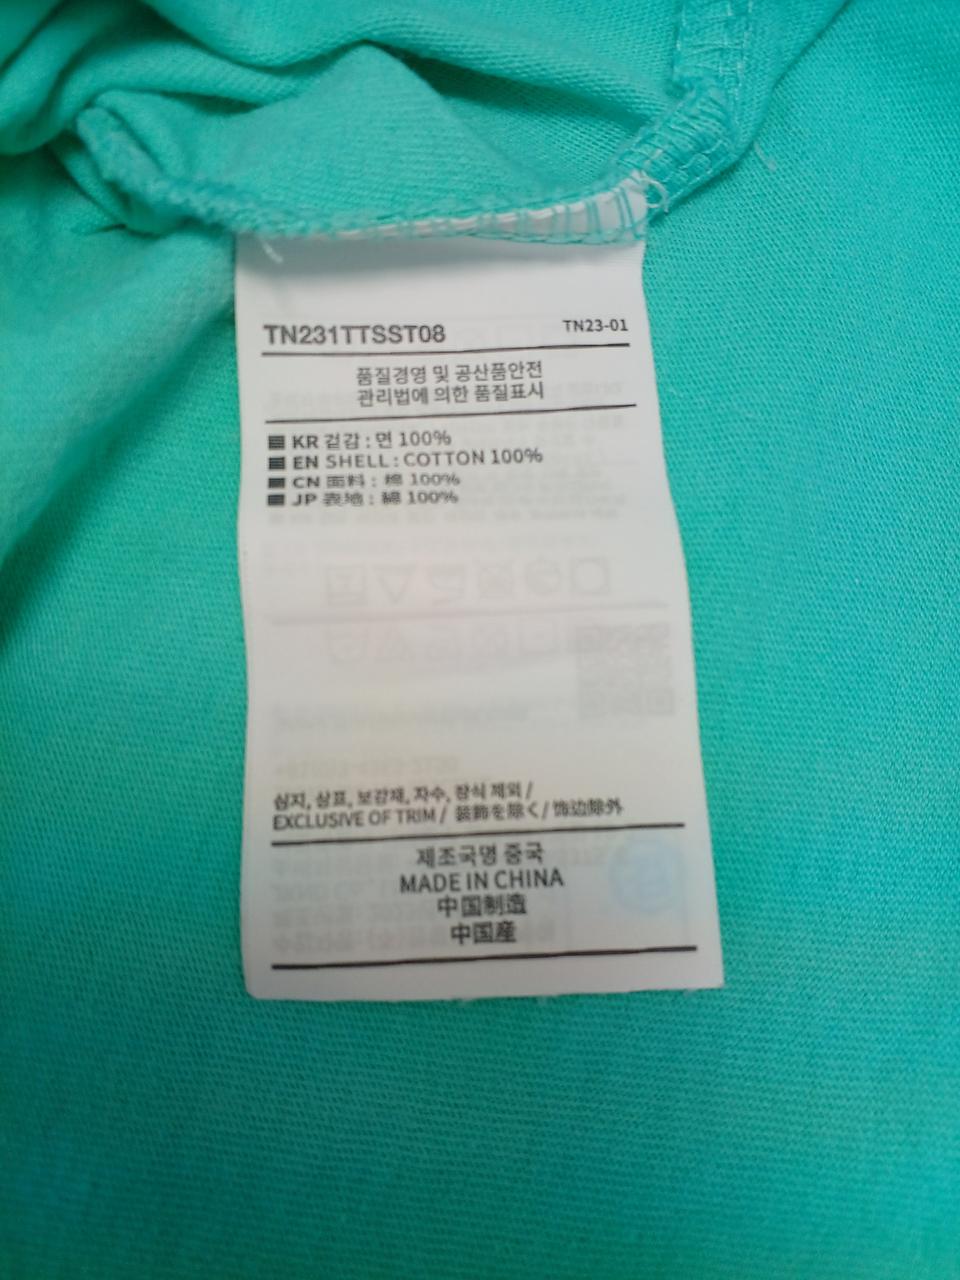 TN231TTSST08
TN23-01
품질경영 및 공산품안전
관리법에 의한 품질표시
KR 겉감 : 면 100%
EN SHELL : COTTON 100%
CN 面料 : 棉 100%
JP 表地 : 綿 100%
심지, 상표, 보강재, 자수, 장식 제외 /
EXCLUSIVE OF TRIM / 装飾を除く / 饰边除外
제조국명 중국
MADE IN CHINA
中国制造
中国産